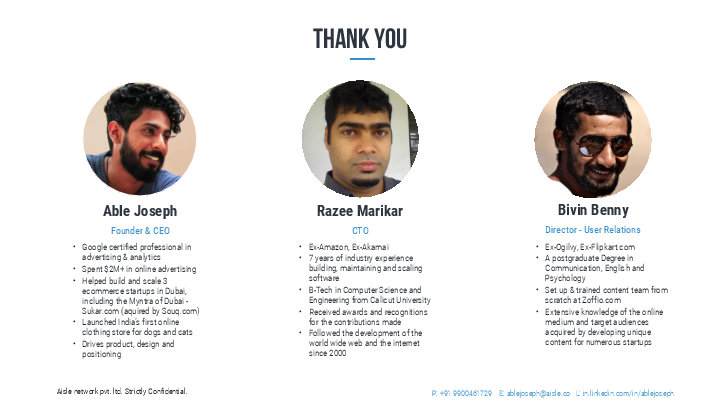 THANK YOU
Able Joseph
Founder & CEO
• Google certified professional in
advertising & analytics
• Spent $2M+ in online advertising
• Helped build and scale 3
ecommerce startups in Dubai,
including the Myntra of Dubai -
Sukar.com (aquired by Souq.com)
• Launched India's first online
clothing store for dogs and cats
• Drives product, design and
positioning
Razee Marikar
CTO
• Ex-Amazon, Ex-Akamai
• 7 years of industry experience
building, maintaining and scaling
software
• B-Tech in Computer Science and
Engineering from Calicut University
• Received awards and recognitions
for the contributions made
• Followed the development of the
world wide web and the internet
since 2000
Bivin Benny
Director - User Relations
• Ex-Ogilvy, Ex-Flipkart.com
• A postgraduate Degree in
Communication, English and
Psychology
• Set up & trained content team from
scratch at Zoffio.com
• Extensive knowledge of the online
medium and target audiences
acquired by developing unique
content for numerous startups
Aisle network pvt. ltd. Strictly Confidential.
P: +91 9900461729 E: ablejoseph@aisle.co L: in.linkedin.com/in/ablejoseph